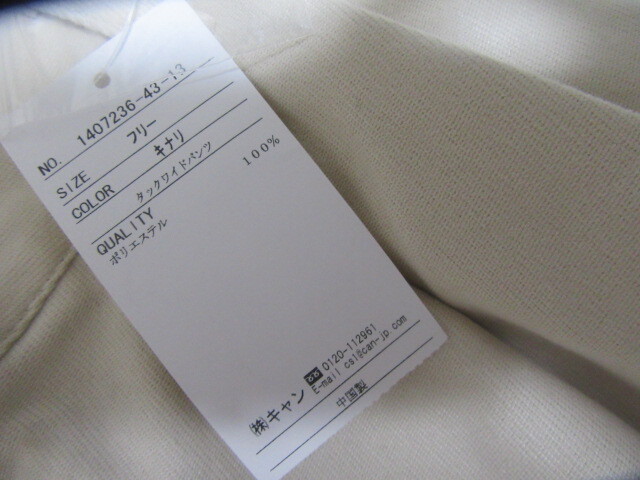 NO. 1407236-43-13
SIZE フリー
COLOR キナリ
タックワイドパンツ
QUALITY
ポリエステル 100%
㈱キャン 0120-112961
E-mail cs1@can-jp.com
中国製